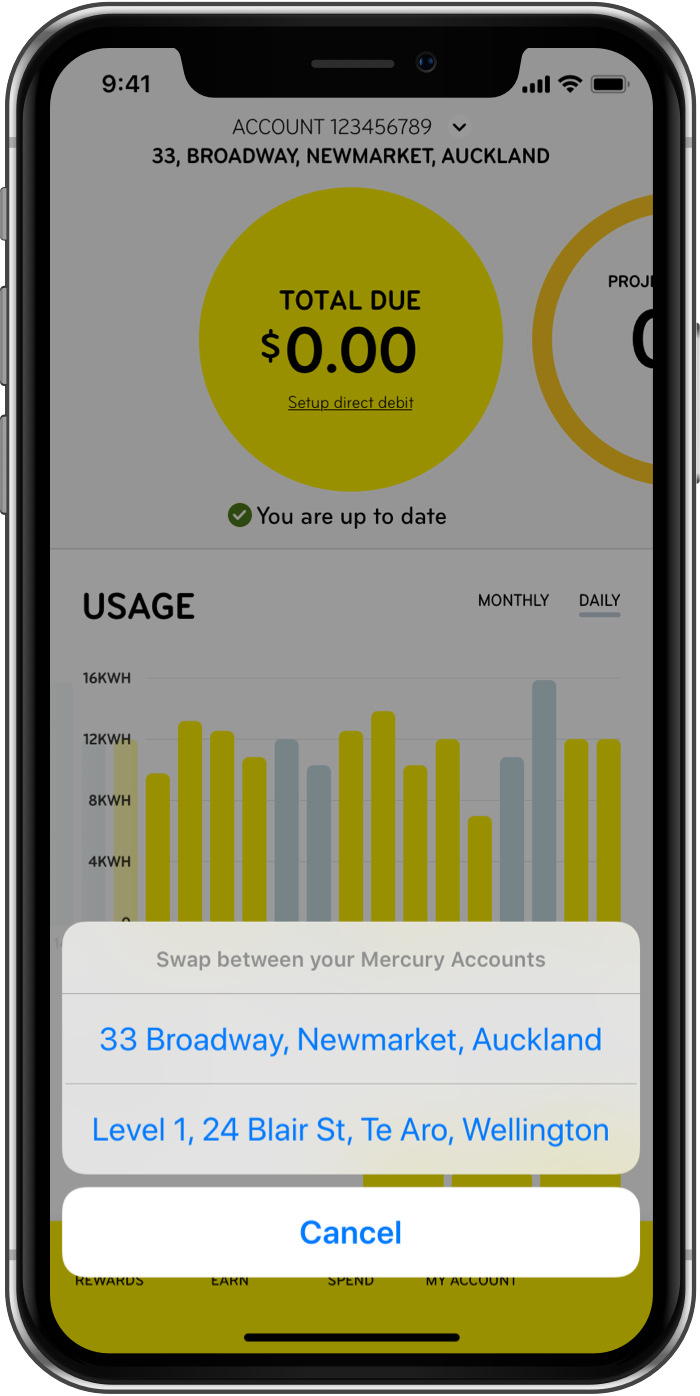 9:41
ACCOUNT 123456789
33, BROADWAY, NEWMARKET, AUCKLAND
TOTAL DUE
$0.00
Setup direct debit
PROJ
0
You are up to date
USAGE
MONTHLY DAILY
16KWH
12KWH
8KWH
4KWH
0
Swap between your Mercury Accounts
33 Broadway, Newmarket, Auckland
Level 1, 24 Blair St, Te Aro, Wellington
Cancel
REWARDS EARN SPEND MY ACCOUNT